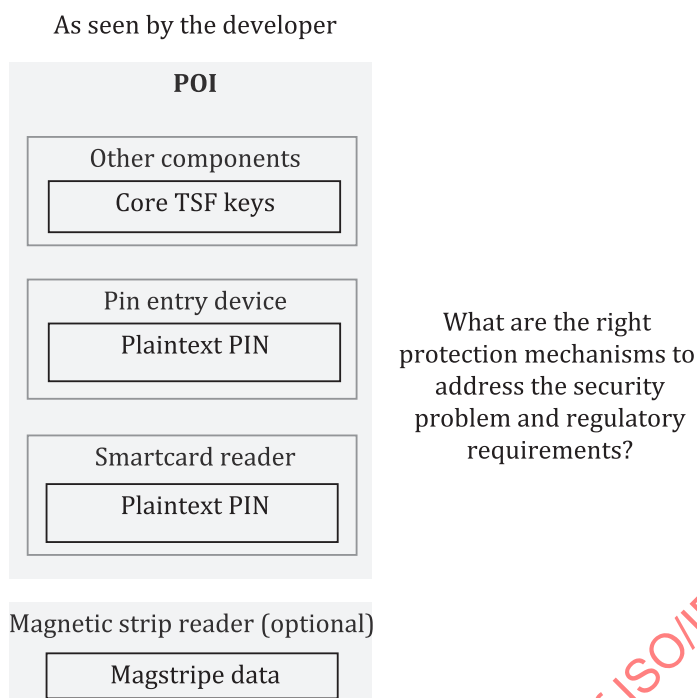 As seen by the developer
POI
Other components
Core TSF keys
Pin entry device
Plaintext PIN
What are the right
protection mechanisms to
address the security
problem and regulatory
requirements?
Smartcard reader
Plaintext PIN
Magnetic strip reader (optional)
Magstripe data
ISO/I